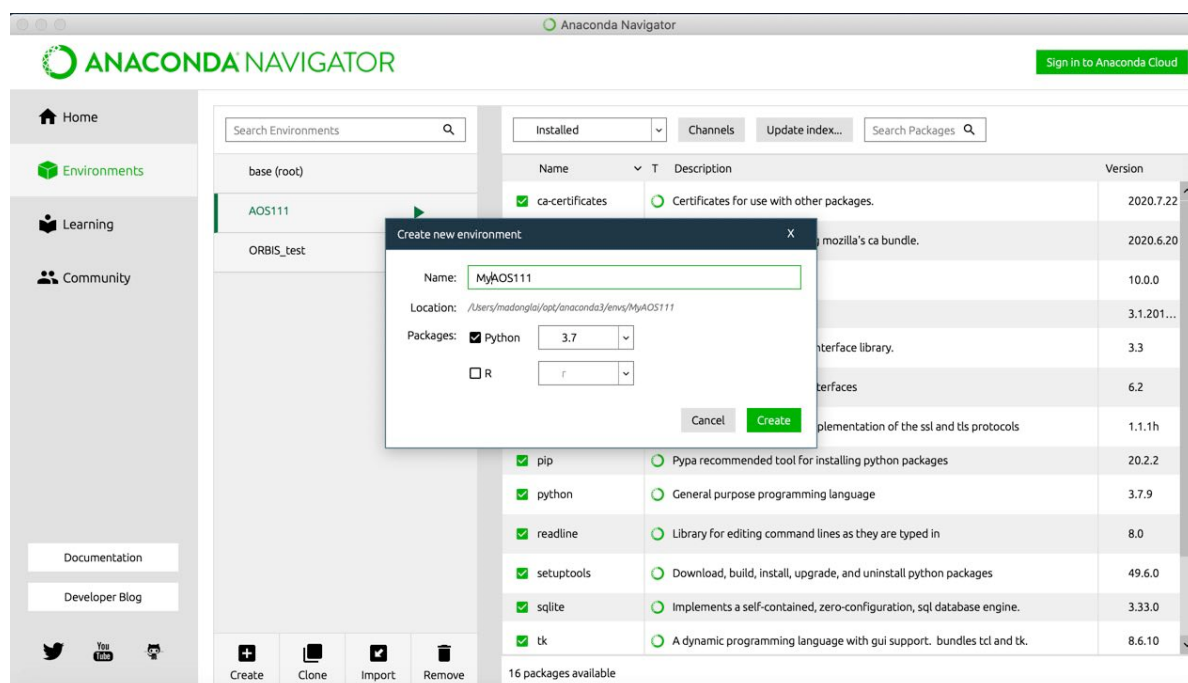 Anaconda Navigator
ANACONDA NAVIGATOR
Sign in to Anaconda Cloud
Home
Environments
Learning
Community
Documentation
Developer Blog
You
Tube
Search Environments
base (root)
AOS111
ORBIS_test
Create Clone Import Remove
Installed Channels Update index... Search Packages
Name T Description Version
ca-certificates Certificates for use with other packages. 2020.7.22
mozilla's ca bundle. 2020.6.20
10.0.0
3.1.201...
nterface library. 3.3
terfaces 6.2
plementation of the ssl and tls protocols 1.1.1h
pip Pypa recommended tool for installing python packages 20.2.2
python General purpose programming language 3.7.9
readline Library for editing command lines as they are typed in 8.0
setuptools Download, build, install, upgrade, and uninstall python packages 49.6.0
sqlite Implements a self-contained, zero-configuration, sql database engine. 3.33.0
tk A dynamic programming language with gui support. bundles tcl and tk. 8.6.10
16 packages available
Create new environment X
Name: MyAOS111
Location: /Users/madonglai/opt/anaconda3/envs/MyAOS111
Packages: Python 3.7
R r
Cancel Create